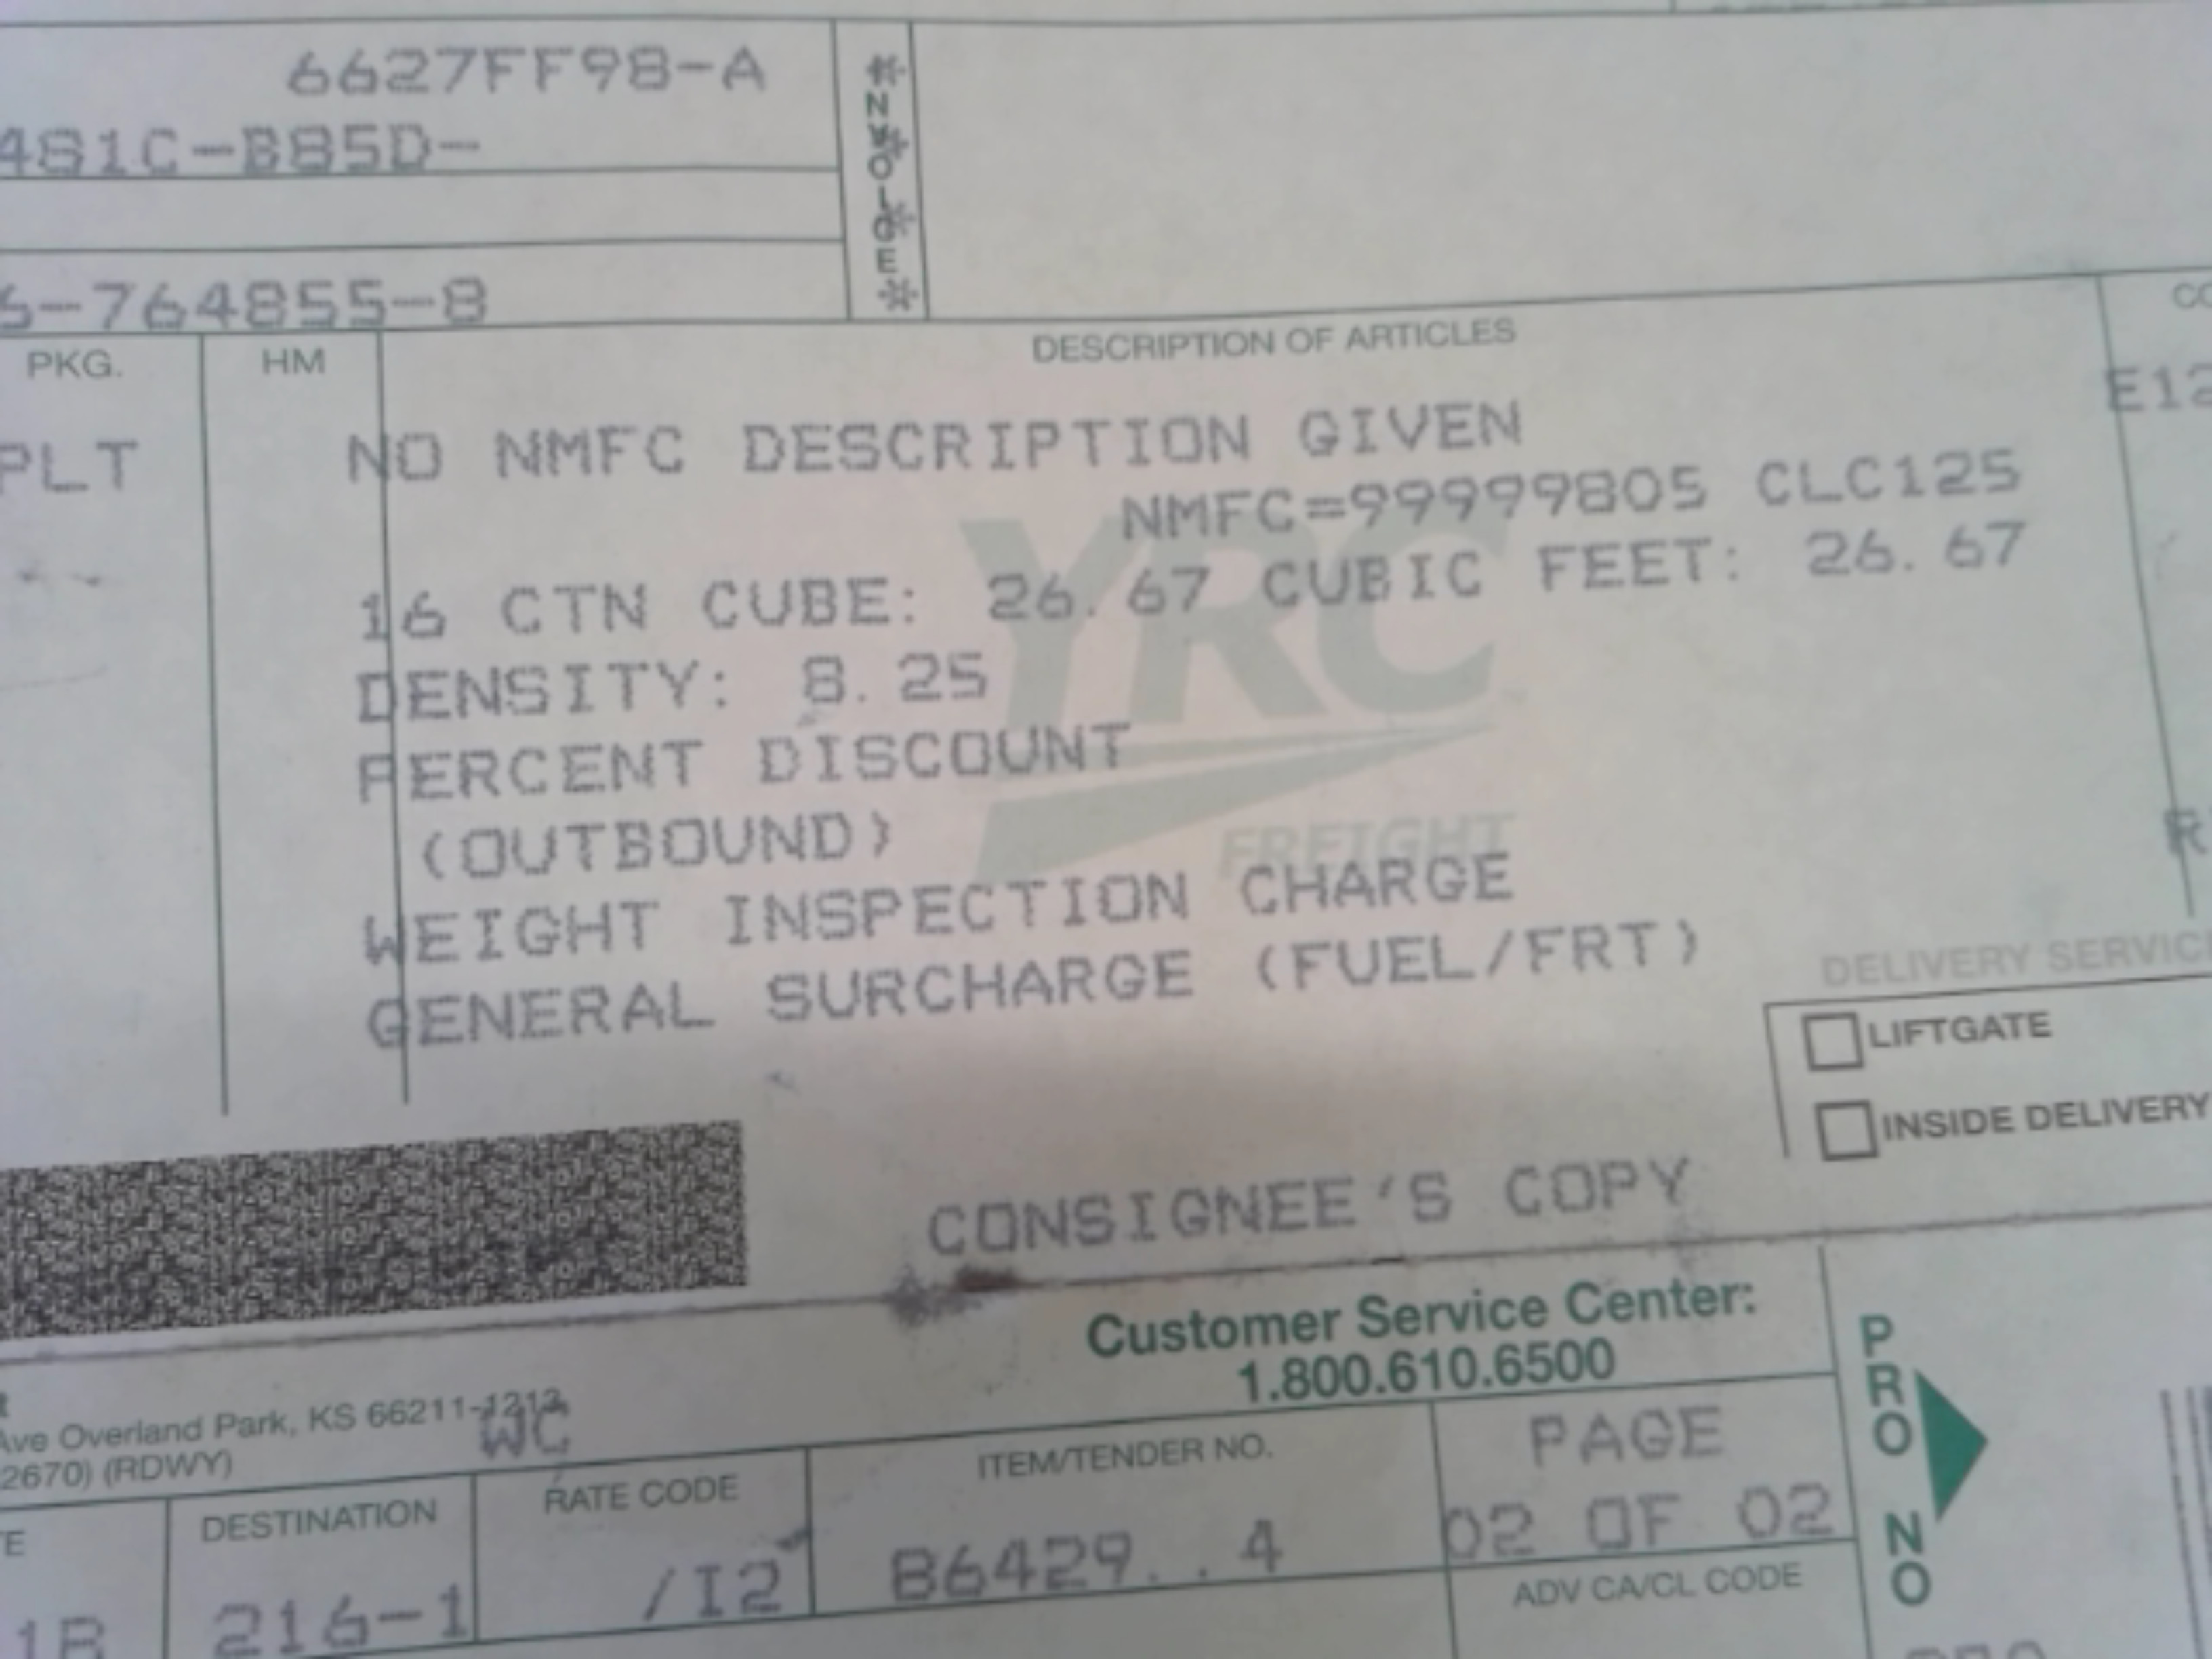 6627FF98-A
481C-B85D-
INVOICE
-764855-8
PKG.
HM
DESCRIPTION OF ARTICLES
PLT
NO NMFC DESCRIPTION GIVEN
E12
NMFC=99999805 CLC125
16 CTN CUBE: 26.67 CUBIC FEET: 26.67
DENSITY: 8.25
PERCENT DISCOUNT
(OUTBOUND)
WEIGHT INSPECTION CHARGE
GENERAL SURCHARGE (FUEL/FRT)
YRC
FREIGHT
R
DELIVERY SERVIC
LIFTGATE
INSIDE DELIVERY
CONSIGNEE'S COPY
Customer Service Center:
1.800.610.6500
Ave Overland Park, KS 66211-1213
WC
2670) (RDWY)
DESTINATION
RATE CODE
ITEM/TENDER NO.
PAGE
216-1
/I2
86429..4
02 OF 02
ADV CA/CL CODE
PRO NO